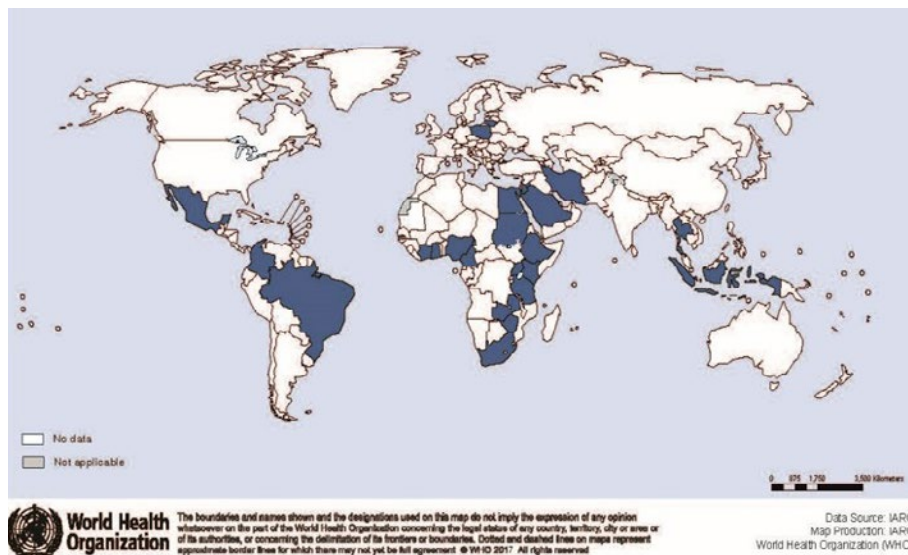 No data
Not applicable
0 875 1,750 3,500 Kilometers
World Health
Organization
The boundaries and names shown and the designations used on this map do not imply the expression of any opinion
whatsoever on the part of the World Health Organization concerning the legal status of any country, territory, city or area or
of its authorities, or concerning the delimitation of its frontiers or boundaries. Dotted and dashed lines on maps represent
approximate border lines for which there may not yet be full agreement © WHO 2017 All rights reserved
Data Source: IAR
Map Production: IAR
World Health Organization (WHO